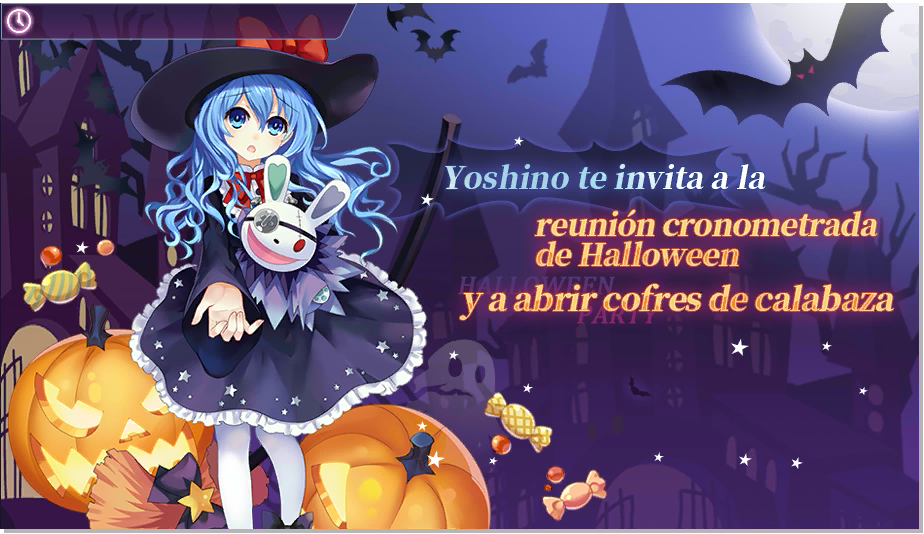 Yoshino te invita a la
reunión cronometrada
de Halloween
HALLOWEEN
y a abrir cofres de calabaza
PARTY